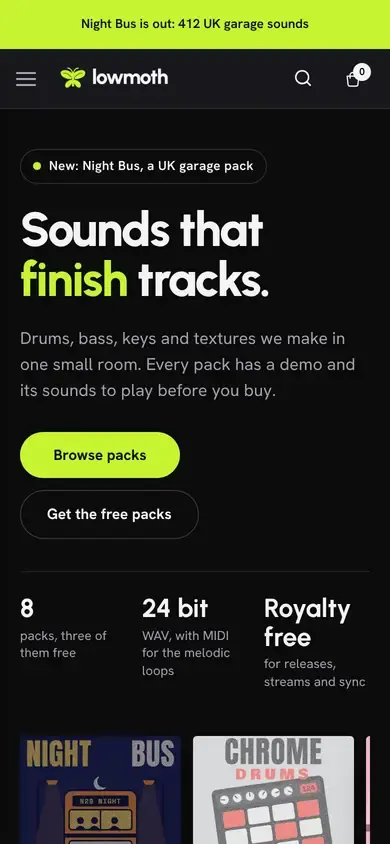 Night Bus is out: 412 UK garage sounds
lowmoth
0
New: Night Bus, a UK garage pack
Sounds that
finish tracks.
Drums, bass, keys and textures we make in
one small room. Every pack has a demo and
its sounds to play before you buy.
Browse packs
Get the free packs
8
packs, three of
them free
24 bit
WAV, with MIDI
for the melodic
loops
Royalty
free
for releases,
streams and sync
NIGHT BUS
N29 NIGHT
CHROME
DRUMS
124